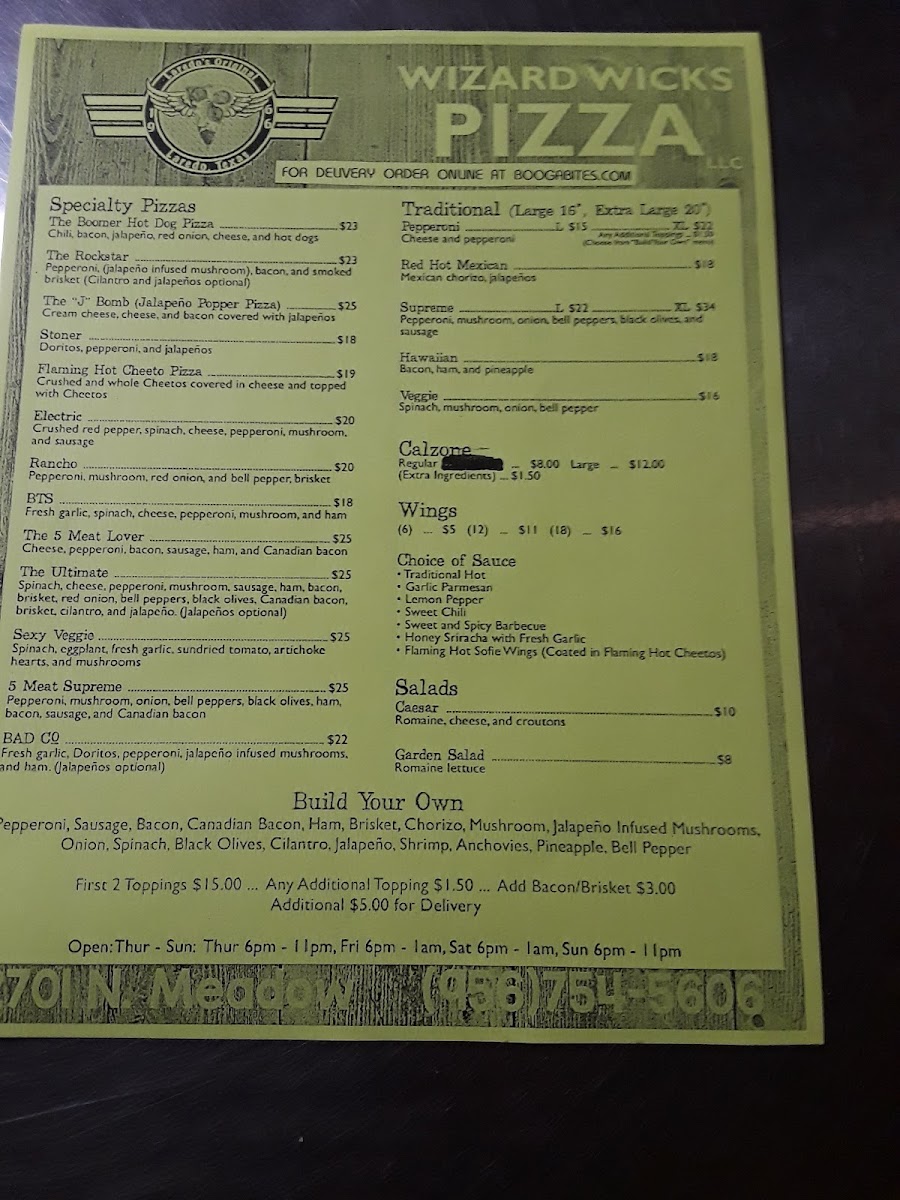 Laredo's Original
1966
Laredo, Texas
WIZARD WICKS
PIZZA
LLC
FOR DELIVERY ORDER ONLINE AT BOOGABITES.COM
Specialty Pizzas
The Boomer Hot Dog Pizza $23
Chili, bacon, jalapeño, red onion, cheese, and hot dogs
The Rockstar $23
Pepperoni, (jalapeño infused mushroom), bacon, and smoked
brisket (Cilantro and jalapeños optional)
The "J" Bomb (Jalapeño Popper Pizza) $25
Cream cheese, cheese, and bacon covered with jalapeños
Stoner $18
Doritos, pepperoni, and jalapeños
Flaming Hot Cheeto Pizza $19
Crushed and whole Cheetos covered in cheese and topped
with Cheetos
Electric $20
Crushed red pepper, spinach, cheese, pepperoni, mushroom,
and sausage
Rancho $20
Pepperoni, mushroom, red onion, and bell pepper, brisket
BTS $18
Fresh garlic, spinach, cheese, pepperoni, mushroom, and ham
The 5 Meat Lover $25
Cheese, pepperoni, bacon, sausage, ham, and Canadian bacon
The Ultimate $25
Spinach, cheese, pepperoni, mushroom, sausage, ham, bacon,
brisket, red onion, bell peppers, black olives, Canadian bacon,
brisket, cilantro, and jalapeño. (Jalapeños optional)
Sexy Veggie $25
Spinach, eggplant, fresh garlic, sundried tomato, artichoke
hearts, and mushrooms
5 Meat Supreme $25
Pepperoni, mushroom, onion, bell peppers, black olives, ham,
bacon, sausage, and Canadian bacon
BAD CO $22
Fresh garlic, Doritos, pepperoni, jalapeño infused mushrooms,
and ham. (Jalapeños optional)
Traditional (Large 16", Extra Large 20")
Pepperoni L $15 XL $22
Cheese and pepperoni
Any Additional Toppings ... $1.50
(Choose from "Build Your Own" menu)
Red Hot Mexican $18
Mexican chorizo, jalapeños
Supreme L $22 XL $34
Pepperoni, mushroom, onion, bell peppers, black olives, and
sausage
Hawaiian $18
Bacon, ham, and pineapple
Veggie $16
Spinach, mushroom, onion, bell pepper
Calzone –
Regular ... $8.00 Large ... $12.00
(Extra Ingredients) ... $1.50
Wings
(6) ... $5 (12) ... $11 (18) ... $16
Choice of Sauce
• Traditional Hot
• Garlic Parmesan
• Lemon Pepper
• Sweet Chili
• Sweet and Spicy Barbecue
• Honey Sriracha with Fresh Garlic
• Flaming Hot Sofie Wings (Coated in Flaming Hot Cheetos)
Salads
Caesar $10
Romaine, cheese, and croutons
Garden Salad $8
Romaine lettuce
Build Your Own
Pepperoni, Sausage, Bacon, Canadian Bacon, Ham, Brisket, Chorizo, Mushroom, Jalapeño Infused Mushrooms,
Onion, Spinach, Black Olives, Cilantro, Jalapeño, Shrimp, Anchovies, Pineapple, Bell Pepper
First 2 Toppings $15.00 ... Any Additional Topping $1.50 ... Add Bacon/Brisket $3.00
Additional $5.00 for Delivery
Open: Thur - Sun: Thur 6pm - 11pm, Fri 6pm - 1am, Sat 6pm - 1am, Sun 6pm - 11pm
701 N. Meadow (956)754-5606